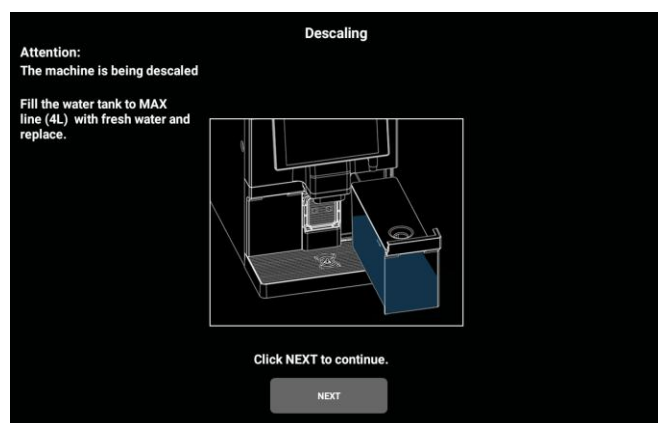 Descaling
Attention:
The machine is being descaled
Fill the water tank to MAX
line (4L) with fresh water and
replace.
Click NEXT to continue.
NEXT